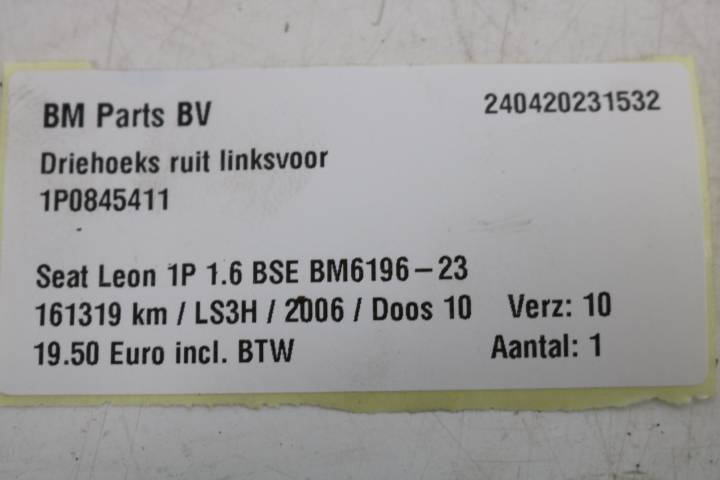 BM Parts BV 240420231532
Driehoeks ruit linksvoor
1P0845411
Seat Leon 1P 1.6 BSE BM6196-23
161319 km / LS3H / 2006 / Doos 10 Verz: 10
19.50 Euro incl. BTW Aantal: 1